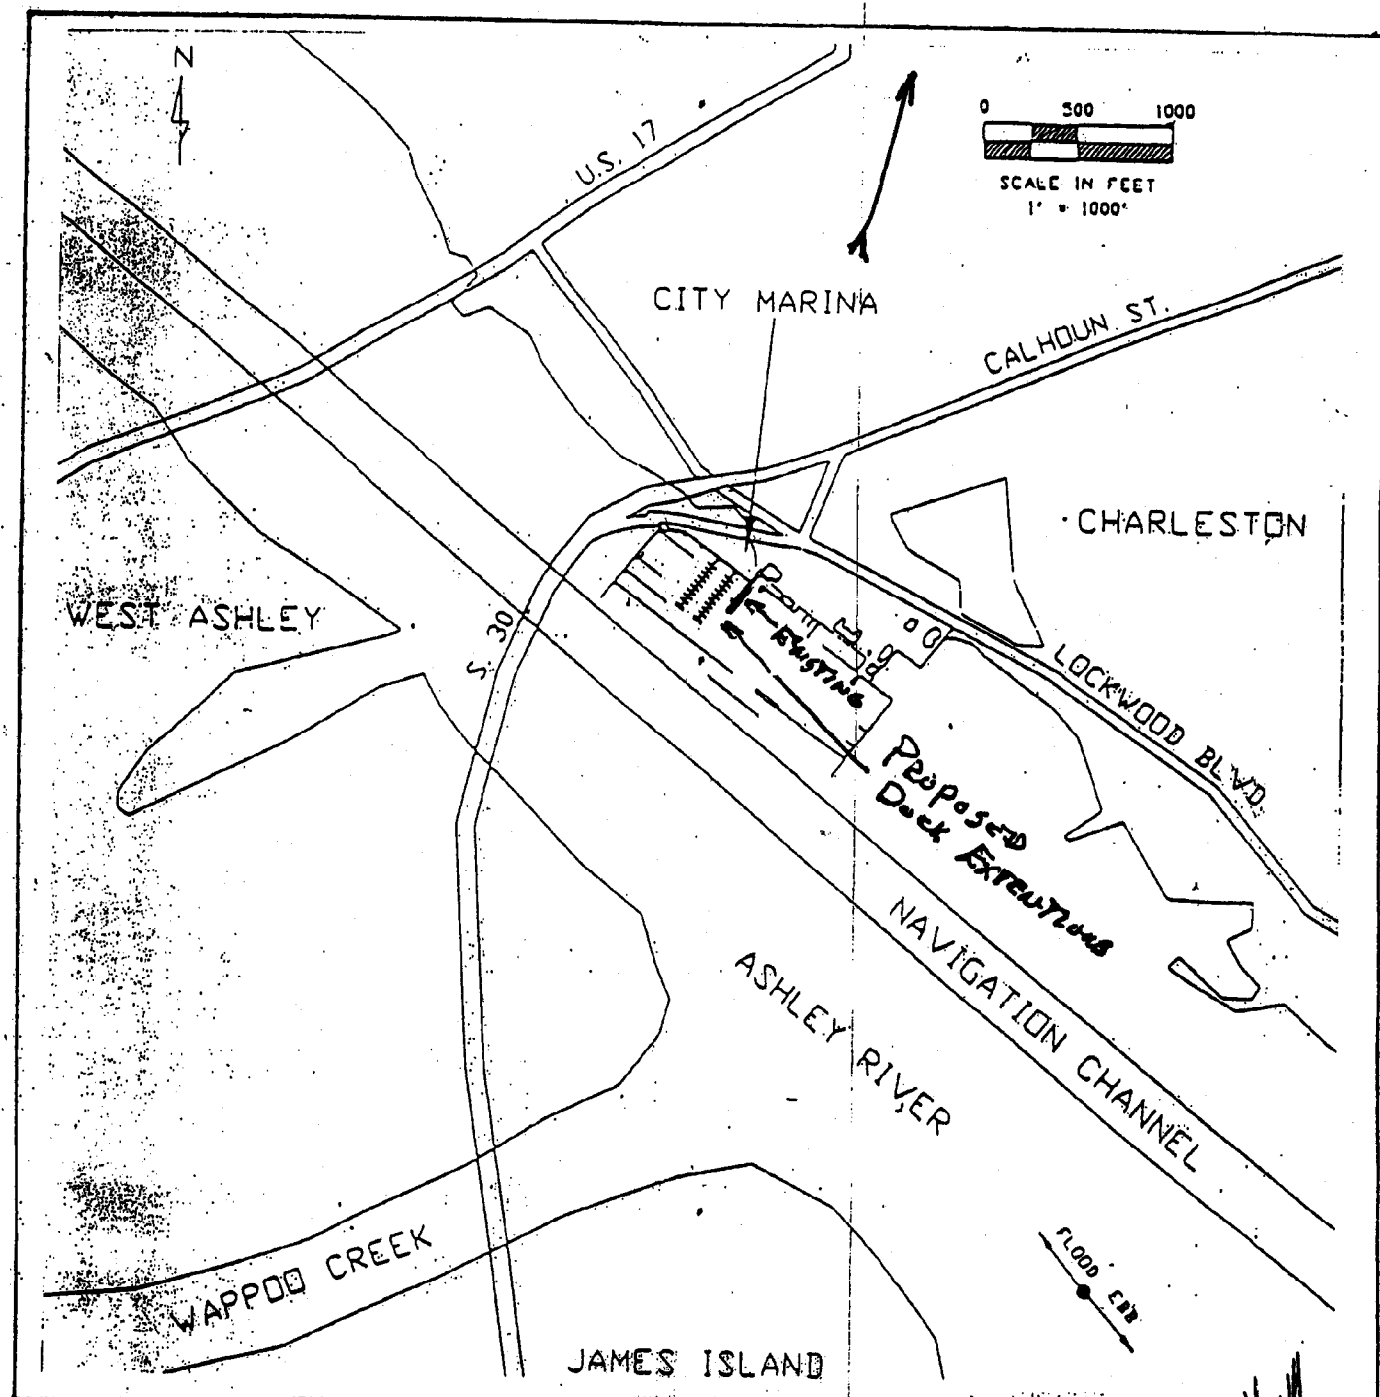 N
0 500 1000
SCALE IN FEET
1" = 1000'
U.S. 17
CITY MARINA
CALHOUN ST.
CHARLESTON
WEST ASHLEY
S. 30
EXISTING
LOCKWOOD BLVD.
PROPOSED
DOCK EXTENTIONS
NAVIGATION CHANNEL
ASHLEY RIVER
WAPPOO CREEK
FLOOD EBB
JAMES ISLAND